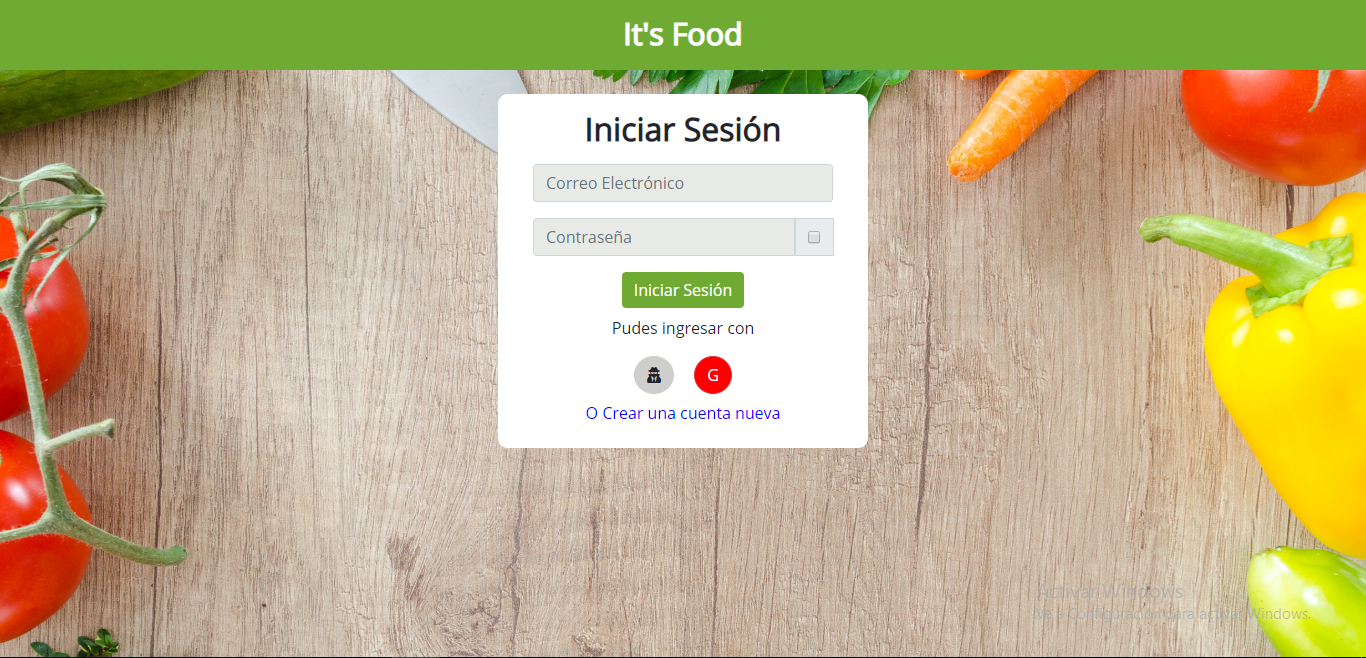 It's Food
Iniciar Sesión
Correo Electrónico
Contraseña
Iniciar Sesión
Pudes ingresar con
G
O Crear una cuenta nueva
Activar Windows
Ve a Configuración para activar Windows.